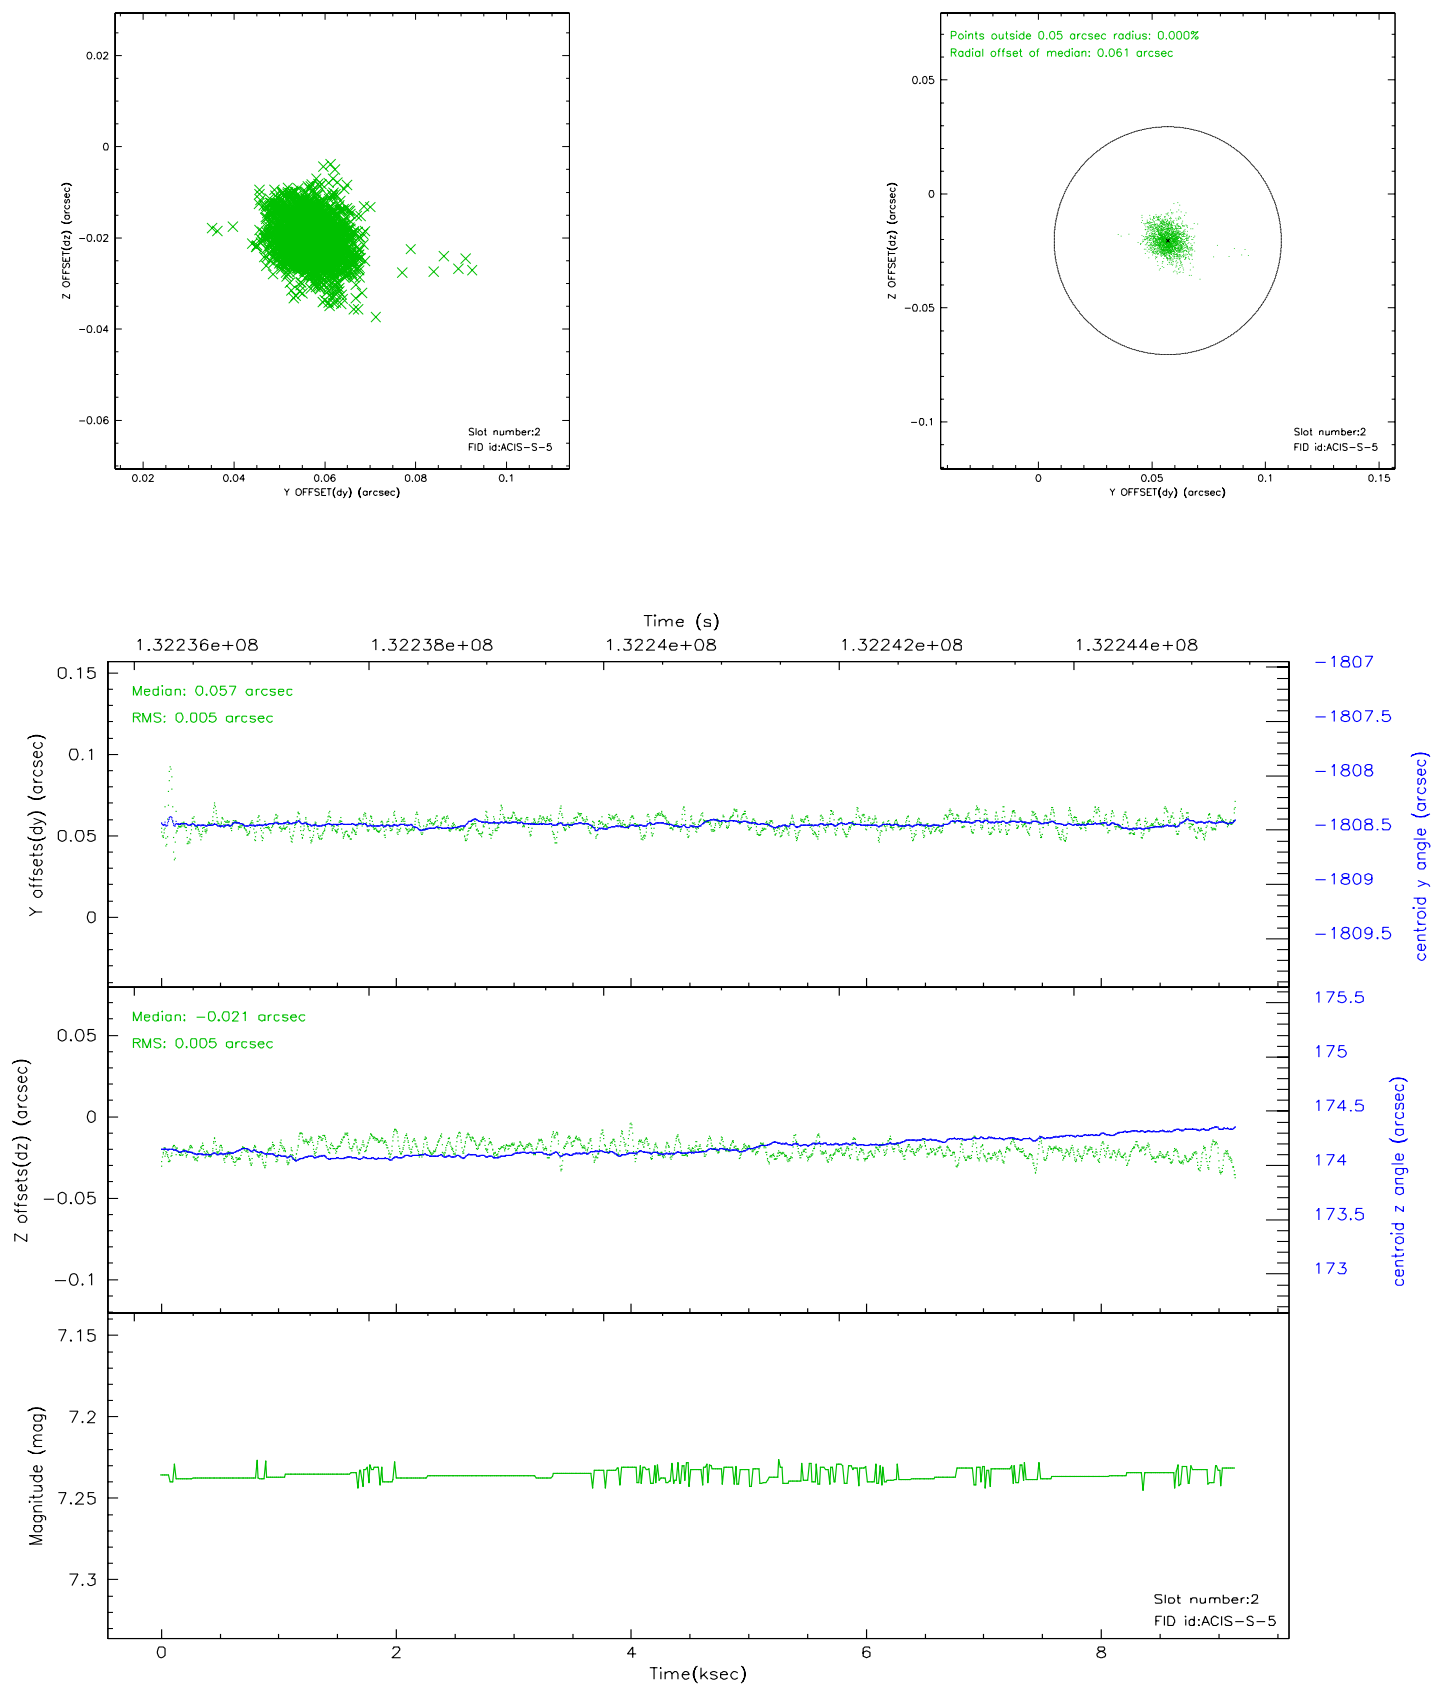 0.02
0
−0.02
−0.04
−0.06
Z OFFSET(dz) (arcsec)
Slot number:2
FID id:ACIS−S−5
0.02 0.04 0.06 0.08 0.1
Y OFFSET(dy) (arcsec)
Points outside 0.05 arcsec radius: 0.000%
Radial offset of median: 0.061 arcsec
0.05
0
−0.05
−0.1
Z OFFSET(dz) (arcsec)
Slot number:2
FID id:ACIS−S−5
0 0.05 0.1 0.15
Y OFFSET(dy) (arcsec)
Time (s)
1.32236e+08 1.32238e+08 1.3224e+08 1.32242e+08 1.32244e+08
Median: 0.057 arcsec
RMS: 0.005 arcsec
0.15
0.1
0.05
0
Y offsets(dy) (arcsec)
−1807
−1807.5
−1808
−1808.5
−1809
−1809.5
centroid y angle (arcsec)
Median: −0.021 arcsec
RMS: 0.005 arcsec
0.05
0
−0.05
−0.1
Z offsets(dz) (arcsec)
175.5
175
174.5
174
173.5
173
centroid z angle (arcsec)
7.15
7.2
7.25
7.3
Magnitude (mag)
Slot number:2
FID id:ACIS−S−5
0 2 4 6 8
Time(ksec)